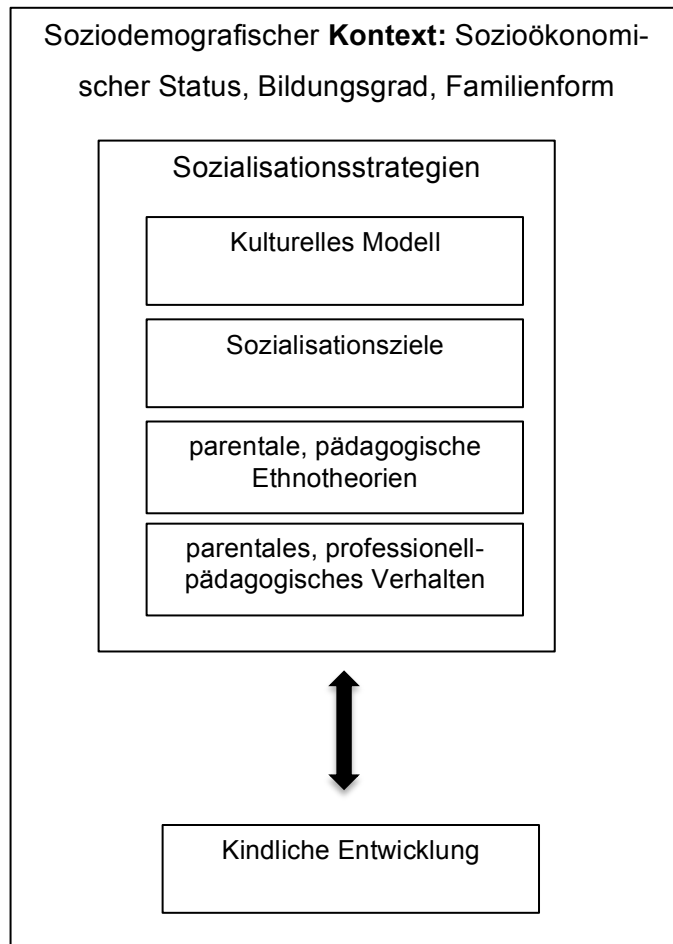 Soziodemografischer Kontext: Sozioökonomi-
scher Status, Bildungsgrad, Familienform
Sozialisationsstrategien
Kulturelles Modell
Sozialisationsziele
parentale, pädagogische
Ethnotheorien
parentales, professionell-
pädagogisches Verhalten
Kindliche Entwicklung